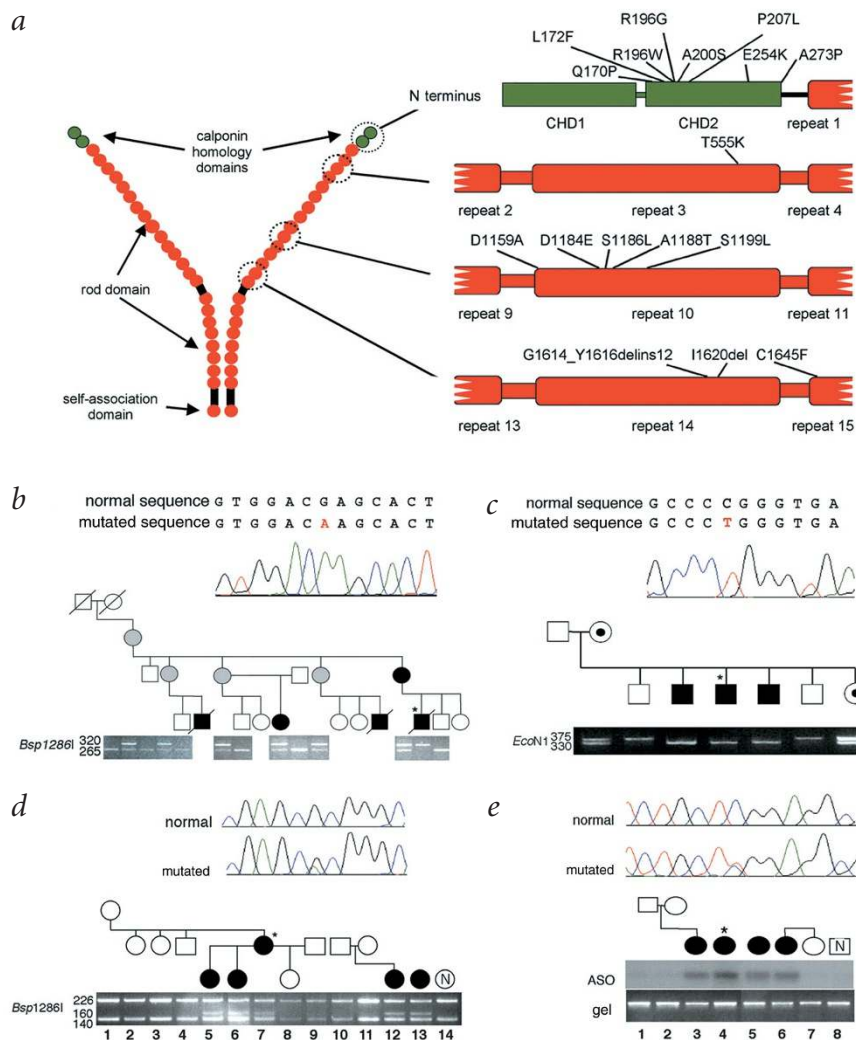 a
R196G
P207L
L172F
R196W
A200S
E254K
A273P
Q170P
N terminus
CHD1
CHD2
repeat 1
calponin
homology
domains
T555K
repeat 2
repeat 3
repeat 4
D1159A
D1184E
S1186L
A1188T
S1199L
rod domain
repeat 9
repeat 10
repeat 11
G1614_Y1616delins12
I1620del
C1645F
self-association
domain
repeat 13
repeat 14
repeat 15
b
normal sequence G T G G A C G A G C A C T
mutated sequence G T G G A C A A G C A C T
*
Bsp1286I
320
265
c
normal sequence G C C C C G G G T G A
mutated sequence G C C C T G G G T G A
*
EcoN1
375
330
d
normal
mutated
*
N
Bsp1286I
226
160
140
1 2 3 4 5 6 7 8 9 10 11 12 13 14
e
normal
mutated
*
N
ASO
gel
1 2 3 4 5 6 7 8